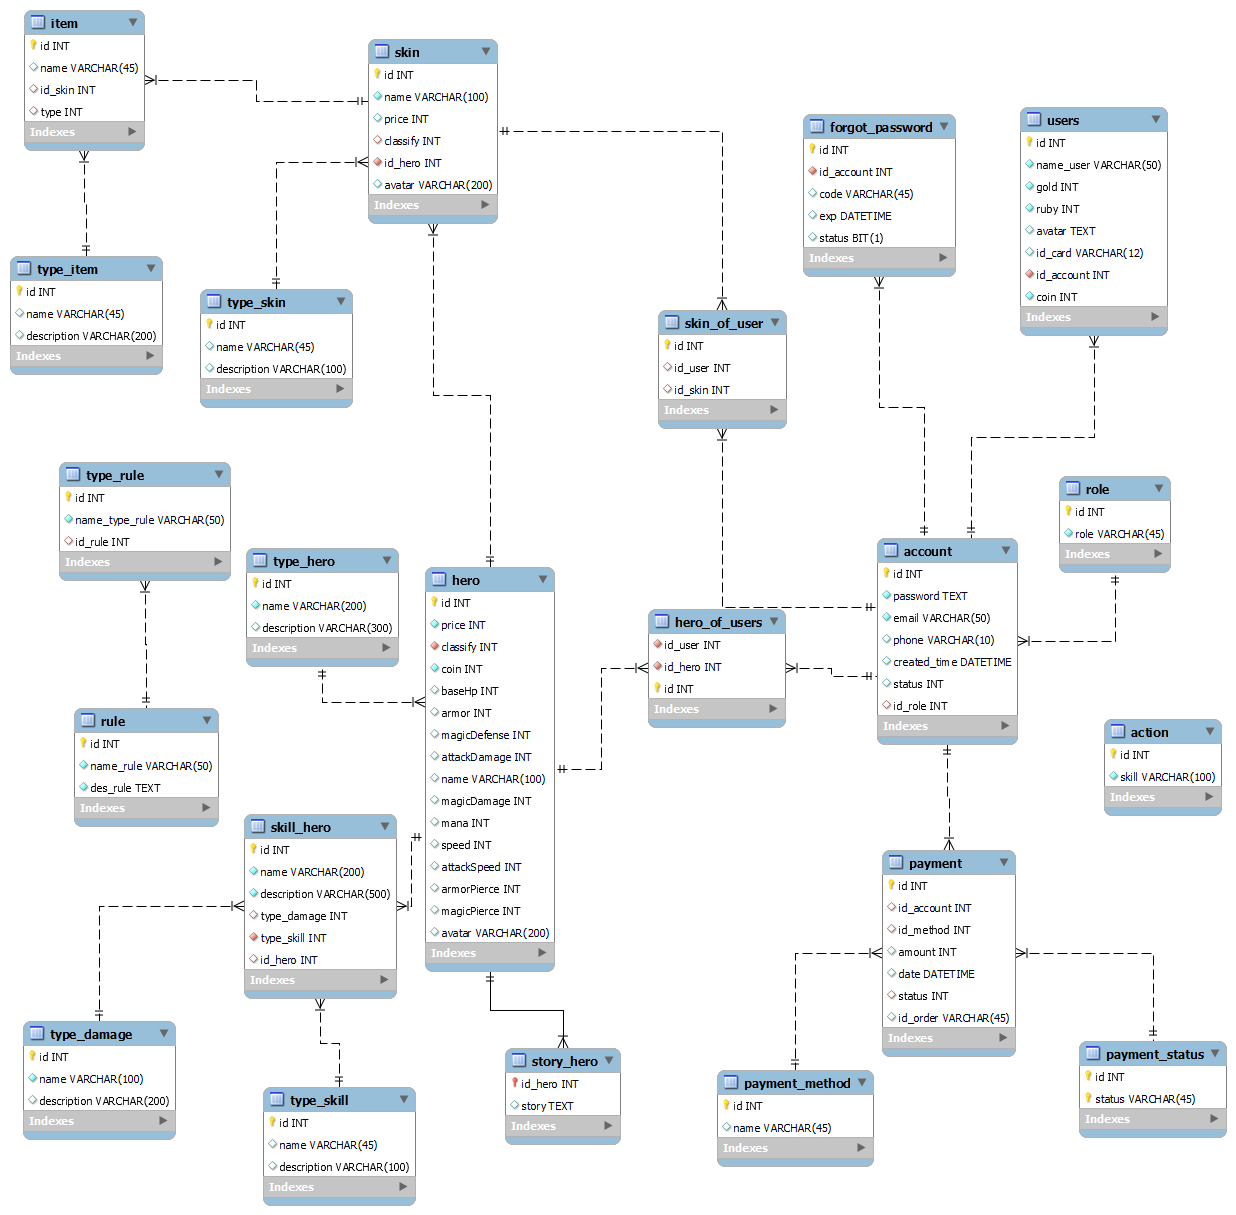 item
id INT
name VARCHAR(45)
id_skin INT
type INT
Indexes
skin
id INT
name VARCHAR(100)
price INT
classify INT
id_hero INT
avatar VARCHAR(200)
Indexes
forgot_password
id INT
id_account INT
code VARCHAR(45)
exp DATETIME
status BIT(1)
Indexes
users
id INT
name_user VARCHAR(50)
gold INT
ruby INT
avatar TEXT
id_card VARCHAR(12)
id_account INT
coin INT
Indexes
type_item
id INT
name VARCHAR(45)
description VARCHAR(200)
Indexes
type_skin
id INT
name VARCHAR(45)
description VARCHAR(100)
Indexes
skin_of_user
id INT
id_user INT
id_skin INT
Indexes
type_rule
id INT
name_type_rule VARCHAR(50)
id_rule INT
Indexes
type_hero
id INT
name VARCHAR(200)
description VARCHAR(300)
Indexes
hero
id INT
price INT
classify INT
coin INT
baseHp INT
armor INT
magicDefense INT
attackDamage INT
name VARCHAR(100)
magicDamage INT
mana INT
speed INT
attackSpeed INT
armorPierce INT
magicPierce INT
avatar VARCHAR(200)
Indexes
hero_of_users
id_user INT
id_hero INT
id INT
Indexes
account
id INT
password TEXT
email VARCHAR(50)
phone VARCHAR(10)
created_time DATETIME
status INT
id_role INT
Indexes
role
id INT
role VARCHAR(45)
Indexes
rule
id INT
name_rule VARCHAR(50)
des_rule TEXT
Indexes
action
id INT
skill VARCHAR(100)
Indexes
skill_hero
id INT
name VARCHAR(200)
description VARCHAR(500)
type_damage INT
type_skill INT
id_hero INT
Indexes
payment
id INT
id_account INT
id_method INT
amount INT
date DATETIME
status INT
id_order VARCHAR(45)
Indexes
type_damage
id INT
name VARCHAR(100)
description VARCHAR(200)
Indexes
type_skill
id INT
name VARCHAR(45)
description VARCHAR(100)
Indexes
story_hero
id_hero INT
story TEXT
Indexes
payment_method
id INT
name VARCHAR(45)
Indexes
payment_status
id INT
status VARCHAR(45)
Indexes